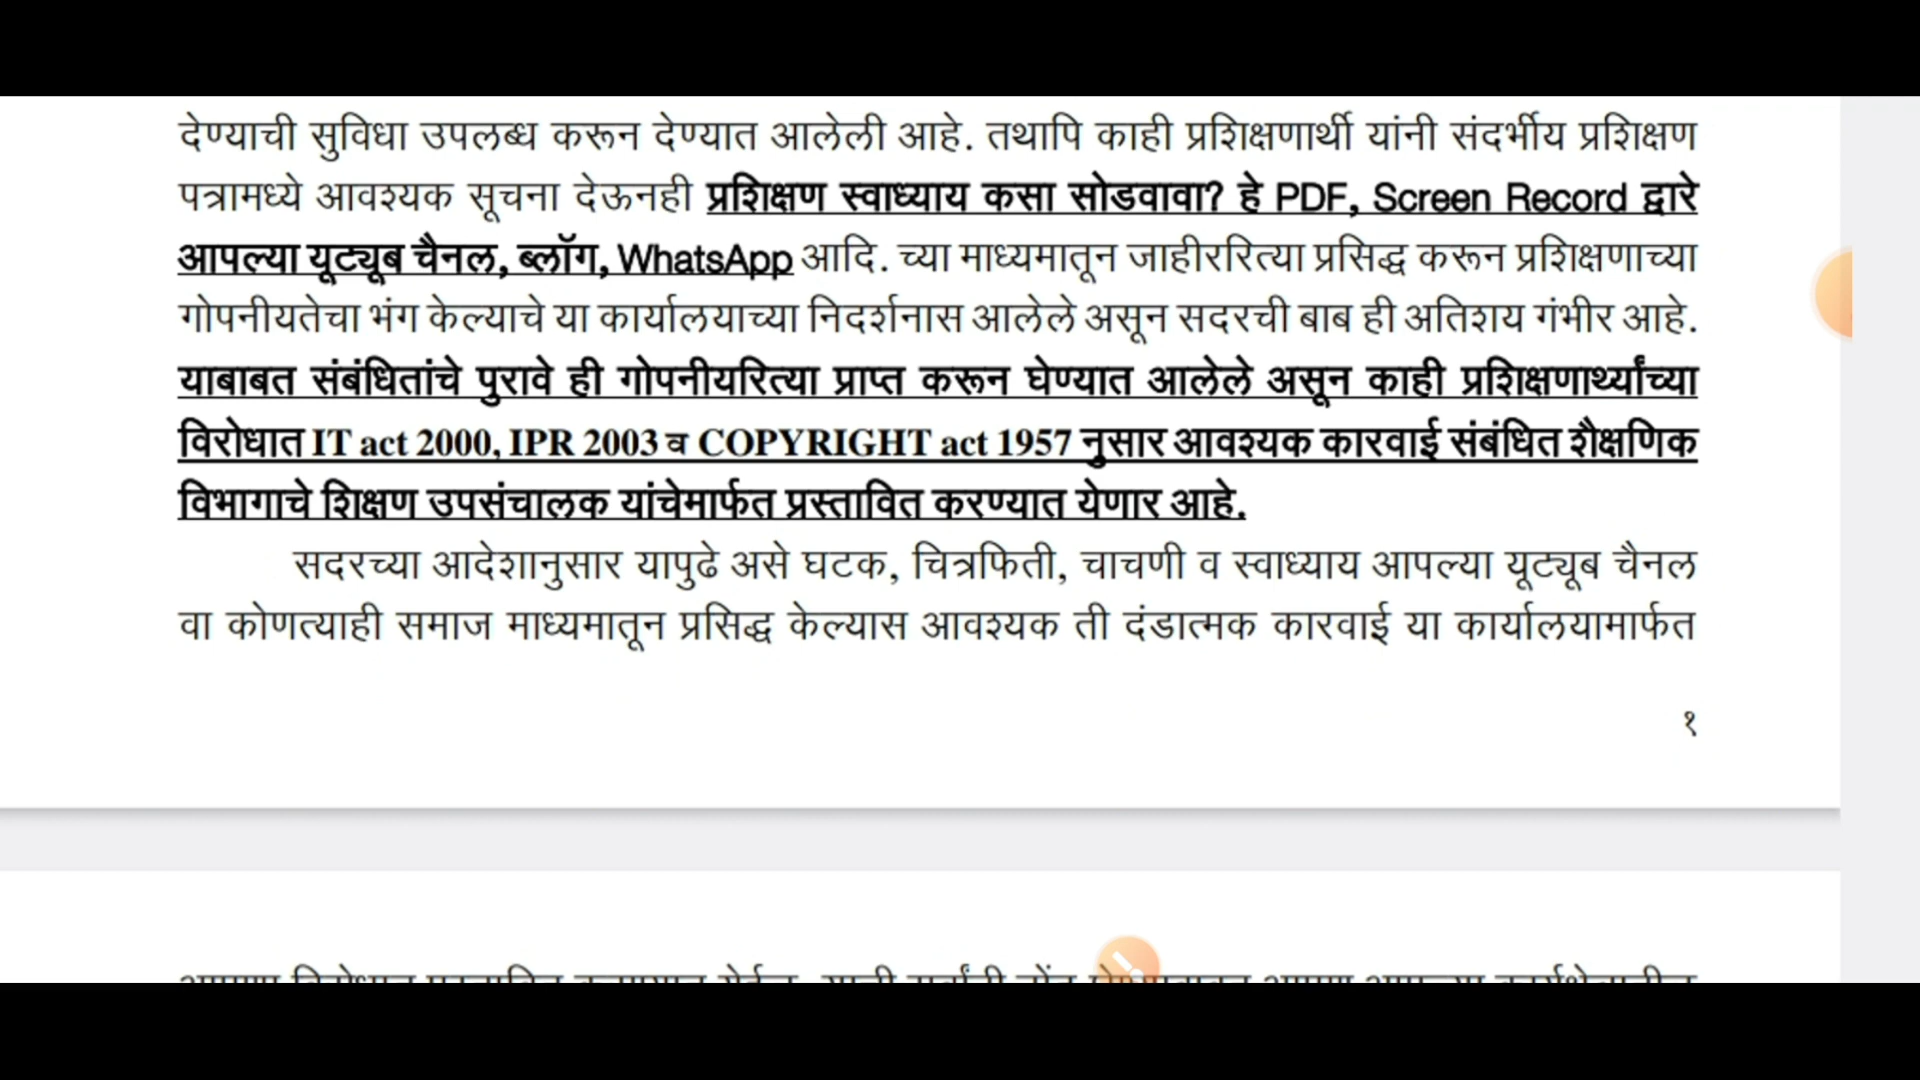 देण्याची सुविधा उपलब्ध करून देण्यात आलेली आहे. तथापि काही प्रशिक्षणार्थी यांनी संदर्भीय प्रशिक्षण
पत्रामध्ये आवश्यक सूचना देऊनही प्रशिक्षण स्वाध्याय कसा सोडवावा? हे PDF, Screen Record द्वारे
आपल्या यूट्यूब चैनल, ब्लॉग, WhatsApp आदि. च्या माध्यमातून जाहीररित्या प्रसिद्ध करून प्रशिक्षणाच्या
गोपनीयतेचा भंग केल्याचे या कार्यालयाच्या निदर्शनास आलेले असून सदरची बाब ही अतिशय गंभीर आहे.
याबाबत संबंधितांचे पुरावे ही गोपनीयरित्या प्राप्त करून घेण्यात आलेले असून काही प्रशिक्षणार्थ्यांच्या
विरोधात IT act 2000, IPR 2003 व COPYRIGHT act 1957 नुसार आवश्यक कारवाई संबंधित शैक्षणिक
विभागाचे शिक्षण उपसंचालक यांचेमार्फत प्रस्तावित करण्यात येणार आहे.
सदरच्या आदेशानुसार यापुढे असे घटक, चित्रफिती, चाचणी व स्वाध्याय आपल्या यूट्यूब चैनल
वा कोणत्याही समाज माध्यमातून प्रसिद्ध केल्यास आवश्यक ती दंडात्मक कारवाई या कार्यालयामार्फत
१